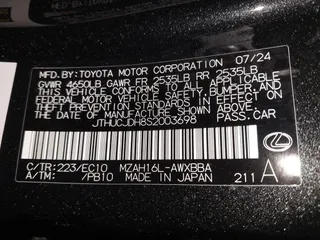 MFD.BY:TOYOTA MOTOR CORPORATION 07/24
GVWR 4650LB GAWR FR 2535LB RR 2535LB
THIS VEHICLE CONFORMS TO ALL APPLICABLE
FEDERAL MOTOR VEHICLE SAFETY, BUMPER, AND
THEFT PREVENTION STANDARDS IN EFFECT ON THE
DATE OF MANUFACTURE SHOWN ABOVE.
JTHUCJDH8S2003698 PASS.CAR
C/TR:223/EC10 MZAH16L-AWXBBA
A/TM: /PB10 MADE IN JAPAN 211 A